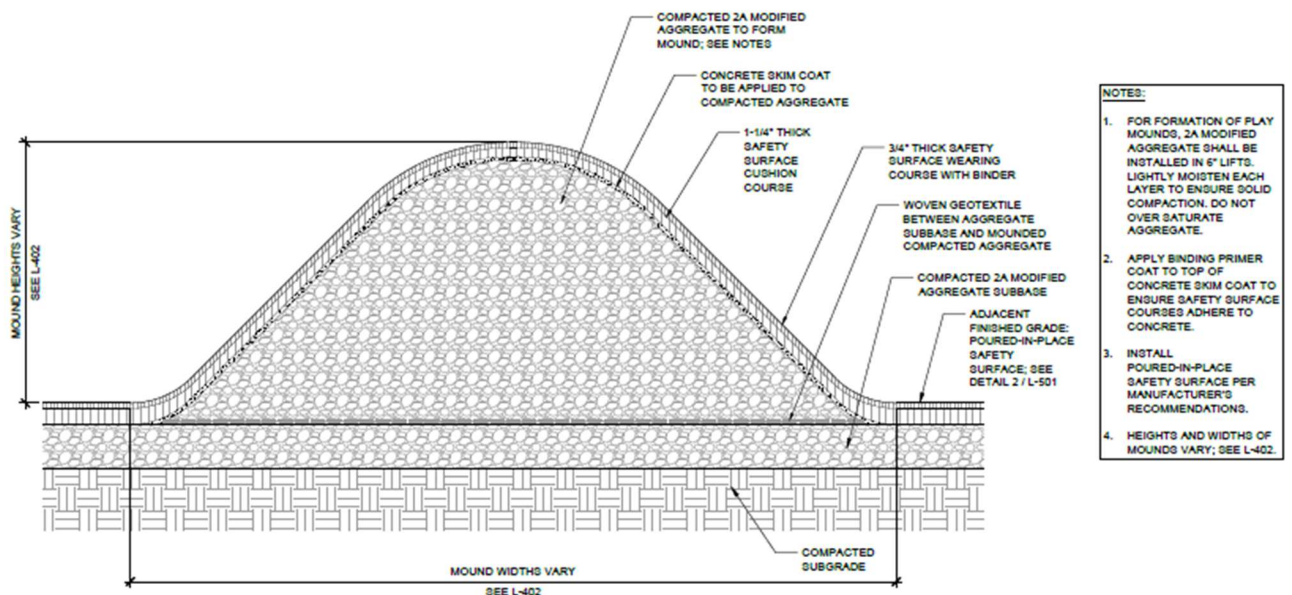 COMPACTED 2A MODIFIED
AGGREGATE TO FORM
MOUND; SEE NOTES
CONCRETE SKIM COAT
TO BE APPLIED TO
COMPACTED AGGREGATE
1-1/4" THICK
SAFETY
SURFACE
CUSHION
COURSE
3/4" THICK SAFETY
SURFACE WEARING
COURSE WITH BINDER
WOVEN GEOTEXTILE
BETWEEN AGGREGATE
SUBBASE AND MOUNDED
COMPACTED AGGREGATE
COMPACTED 2A MODIFIED
AGGREGATE SUBBASE
ADJACENT
FINISHED GRADE:
POURED-IN-PLACE
SAFETY
SURFACE; SEE
DETAIL 2 / L-501
COMPACTED
SUBGRADE
MOUND HEIGHTS VARY
SEE L-402
MOUND WIDTHS VARY
SEE L-402
NOTES:
1. FOR FORMATION OF PLAY
MOUNDS, 2A MODIFIED
AGGREGATE SHALL BE
INSTALLED IN 6" LIFTS.
LIGHTLY MOISTEN EACH
LAYER TO ENSURE SOLID
COMPACTION. DO NOT
OVER SATURATE
AGGREGATE.
2. APPLY BINDING PRIMER
COAT TO TOP OF
CONCRETE SKIM COAT TO
ENSURE SAFETY SURFACE
COURSES ADHERE TO
CONCRETE.
3. INSTALL
POURED-IN-PLACE
SAFETY SURFACE PER
MANUFACTURER'S
RECOMMENDATIONS.
4. HEIGHTS AND WIDTHS OF
MOUNDS VARY; SEE L-402.